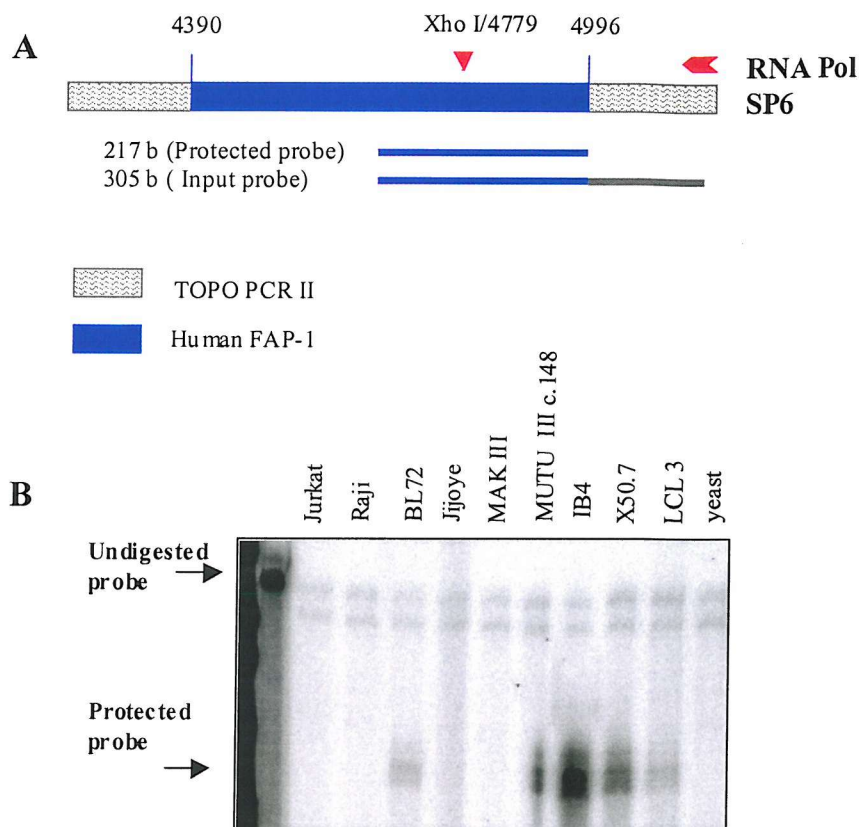 A
4390 Xho I/4779 4996
RNA Pol
SP6
217 b (Protected probe)
305 b ( Input probe)
TOPO PCR II
Human FAP-1
B
Jurkat
Raji
BL72
Jijoye
MAK III
MUTU III c.148
IB4
X50.7
LCL 3
yeast
Undigested
probe
Protected
probe